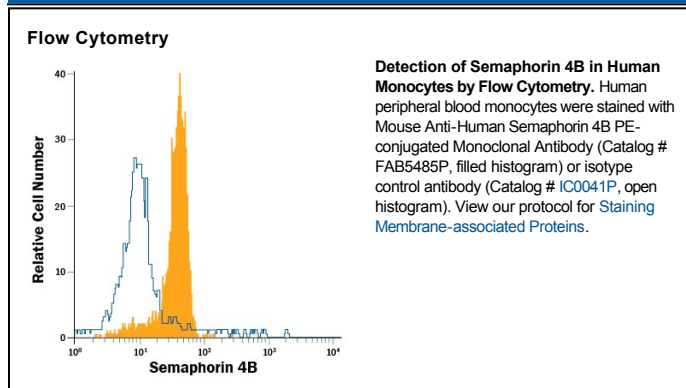 Flow Cytometry
40
30
20
10
0
Relative Cell Number
10⁰ 10¹ 10² 10³ 10⁴
Semaphorin 4B
Detection of Semaphorin 4B in Human
Monocytes by Flow Cytometry. Human
peripheral blood monocytes were stained with
Mouse Anti-Human Semaphorin 4B PE-
conjugated Monoclonal Antibody (Catalog #
FAB5485P, filled histogram) or isotype
control antibody (Catalog # IC0041P, open
histogram). View our protocol for Staining
Membrane-associated Proteins.